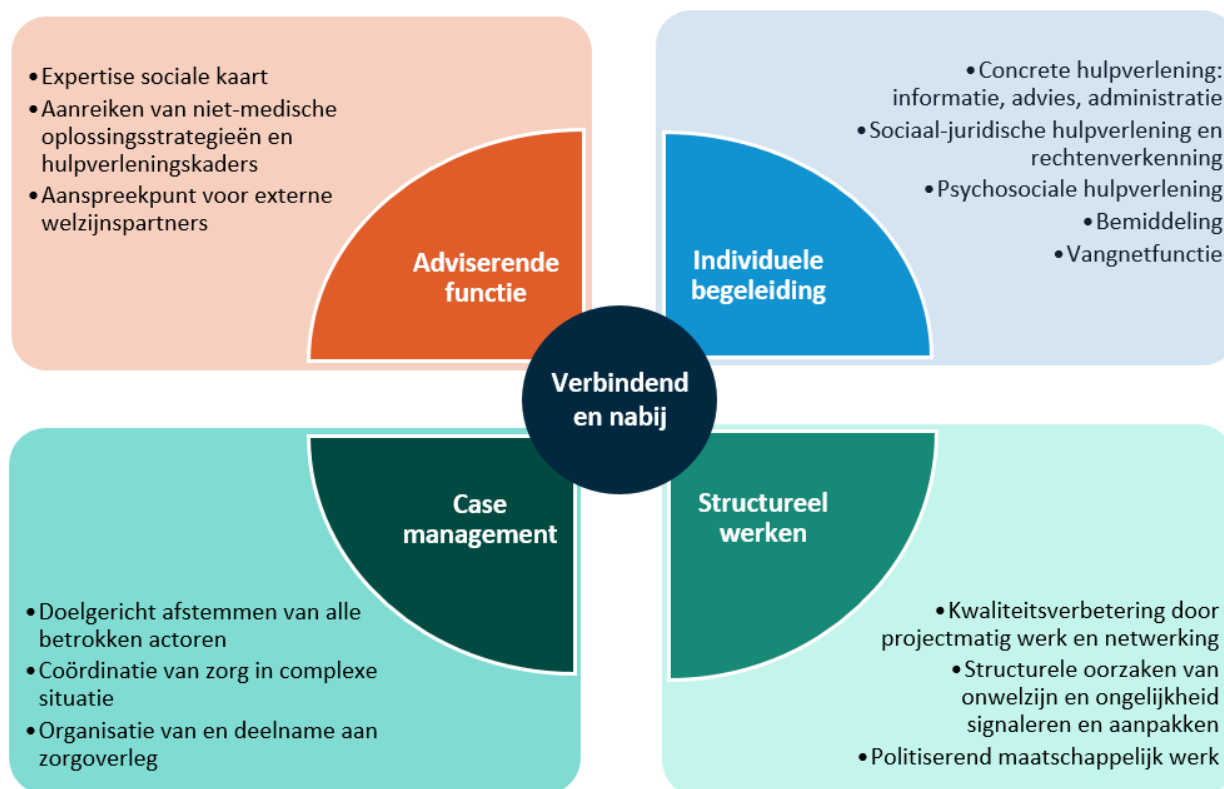 •Expertise sociale kaart
•Aanreiken van niet-medische
oplossingsstrategieën en
hulpverleningskaders
•Aanspreekpunt voor externe
welzijnspartners
Adviserende
functie
•Concrete hulpverlening:
informatie, advies, administratie
•Sociaal-juridische hulpverlening en
rechtenverkenning
•Psychosociale hulpverlening
•Bemiddeling
•Vangnetfunctie
Individuele
begeleiding
Verbindend
en nabij
Case
management
•Doelgericht afstemmen van alle
betrokken actoren
•Coördinatie van zorg in complexe
situatie
•Organisatie van en deelname aan
zorgoverleg
Structureel
werken
•Kwaliteitsverbetering door
projectmatig werk en netwerking
•Structurele oorzaken van
onwelzijn en ongelijkheid
signaleren en aanpakken
•Politiserend maatschappelijk werk